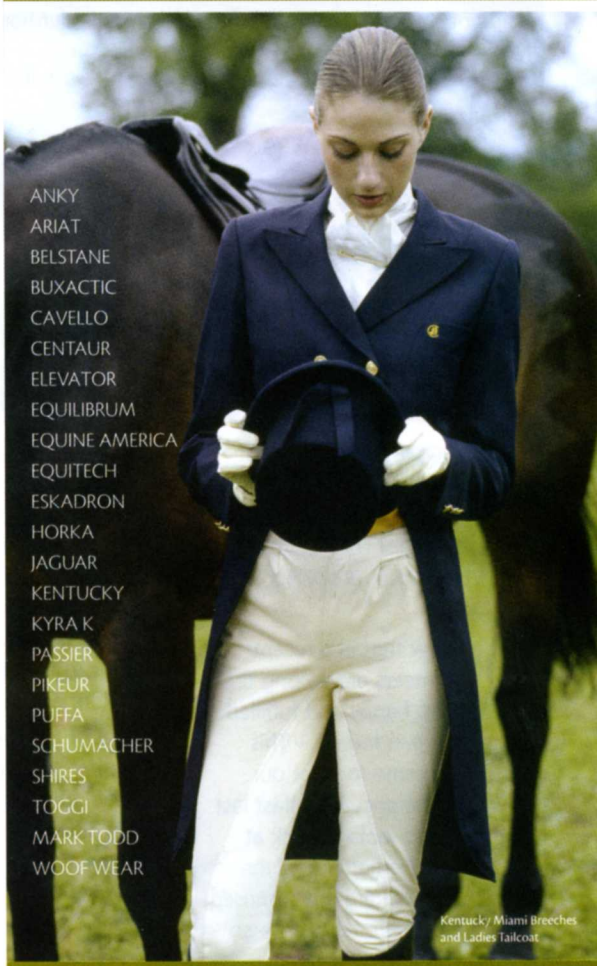 ANKY
ARIAT
BELSTANE
BUXACTIC
CAVELLO
CENTAUR
ELEVATOR
EQUILIBRUM
EQUINE AMERICA
EQUITECH
ESKADRON
HORKA
JAGUAR
KENTUCKY
KYRA K
PASSIER
PIKEUR
PUFFA
SCHUMACHER
SHIRES
TOGGI
MARK TODD
WOOF WEAR
Kentucky Miami Breeches
and Ladies Tailcoat